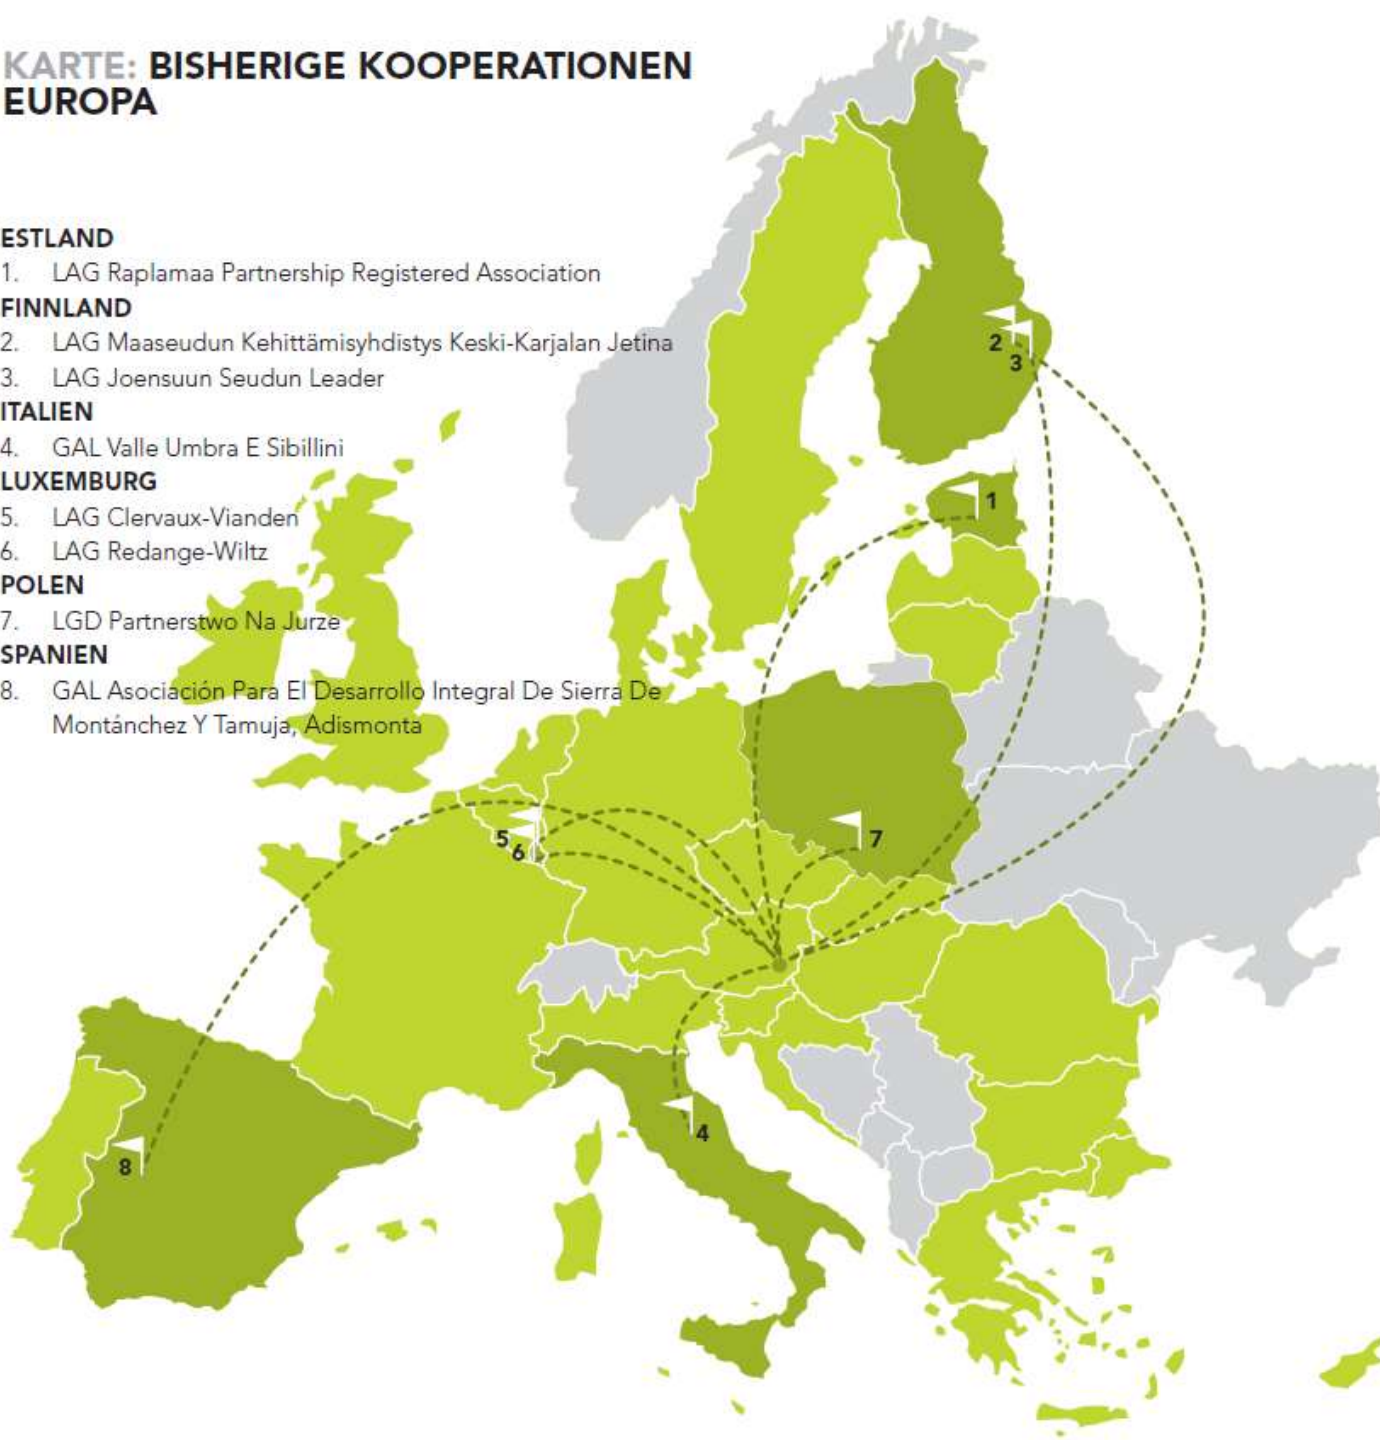 KARTE: BISHERIGE KOOPERATIONEN
EUROPA
ESTLAND
1. LAG Raplamaa Partnership Registered Association
FINNLAND
2. LAG Maaseudun Kehittämisyhdistys Keski-Karjalan Jetina
3. LAG Joensuun Seudun Leader
ITALIEN
4. GAL Valle Umbra E Sibillini
LUXEMBURG
5. LAG Clervaux-Vianden
6. LAG Redange-Wiltz
POLEN
7. LGD Partnerstwo Na Jurze
SPANIEN
8. GAL Asociación Para El Desarrollo Integral De Sierra De
Montánchez Y Tamuja, Adismonta
2
3
1
5
6
7
4
8